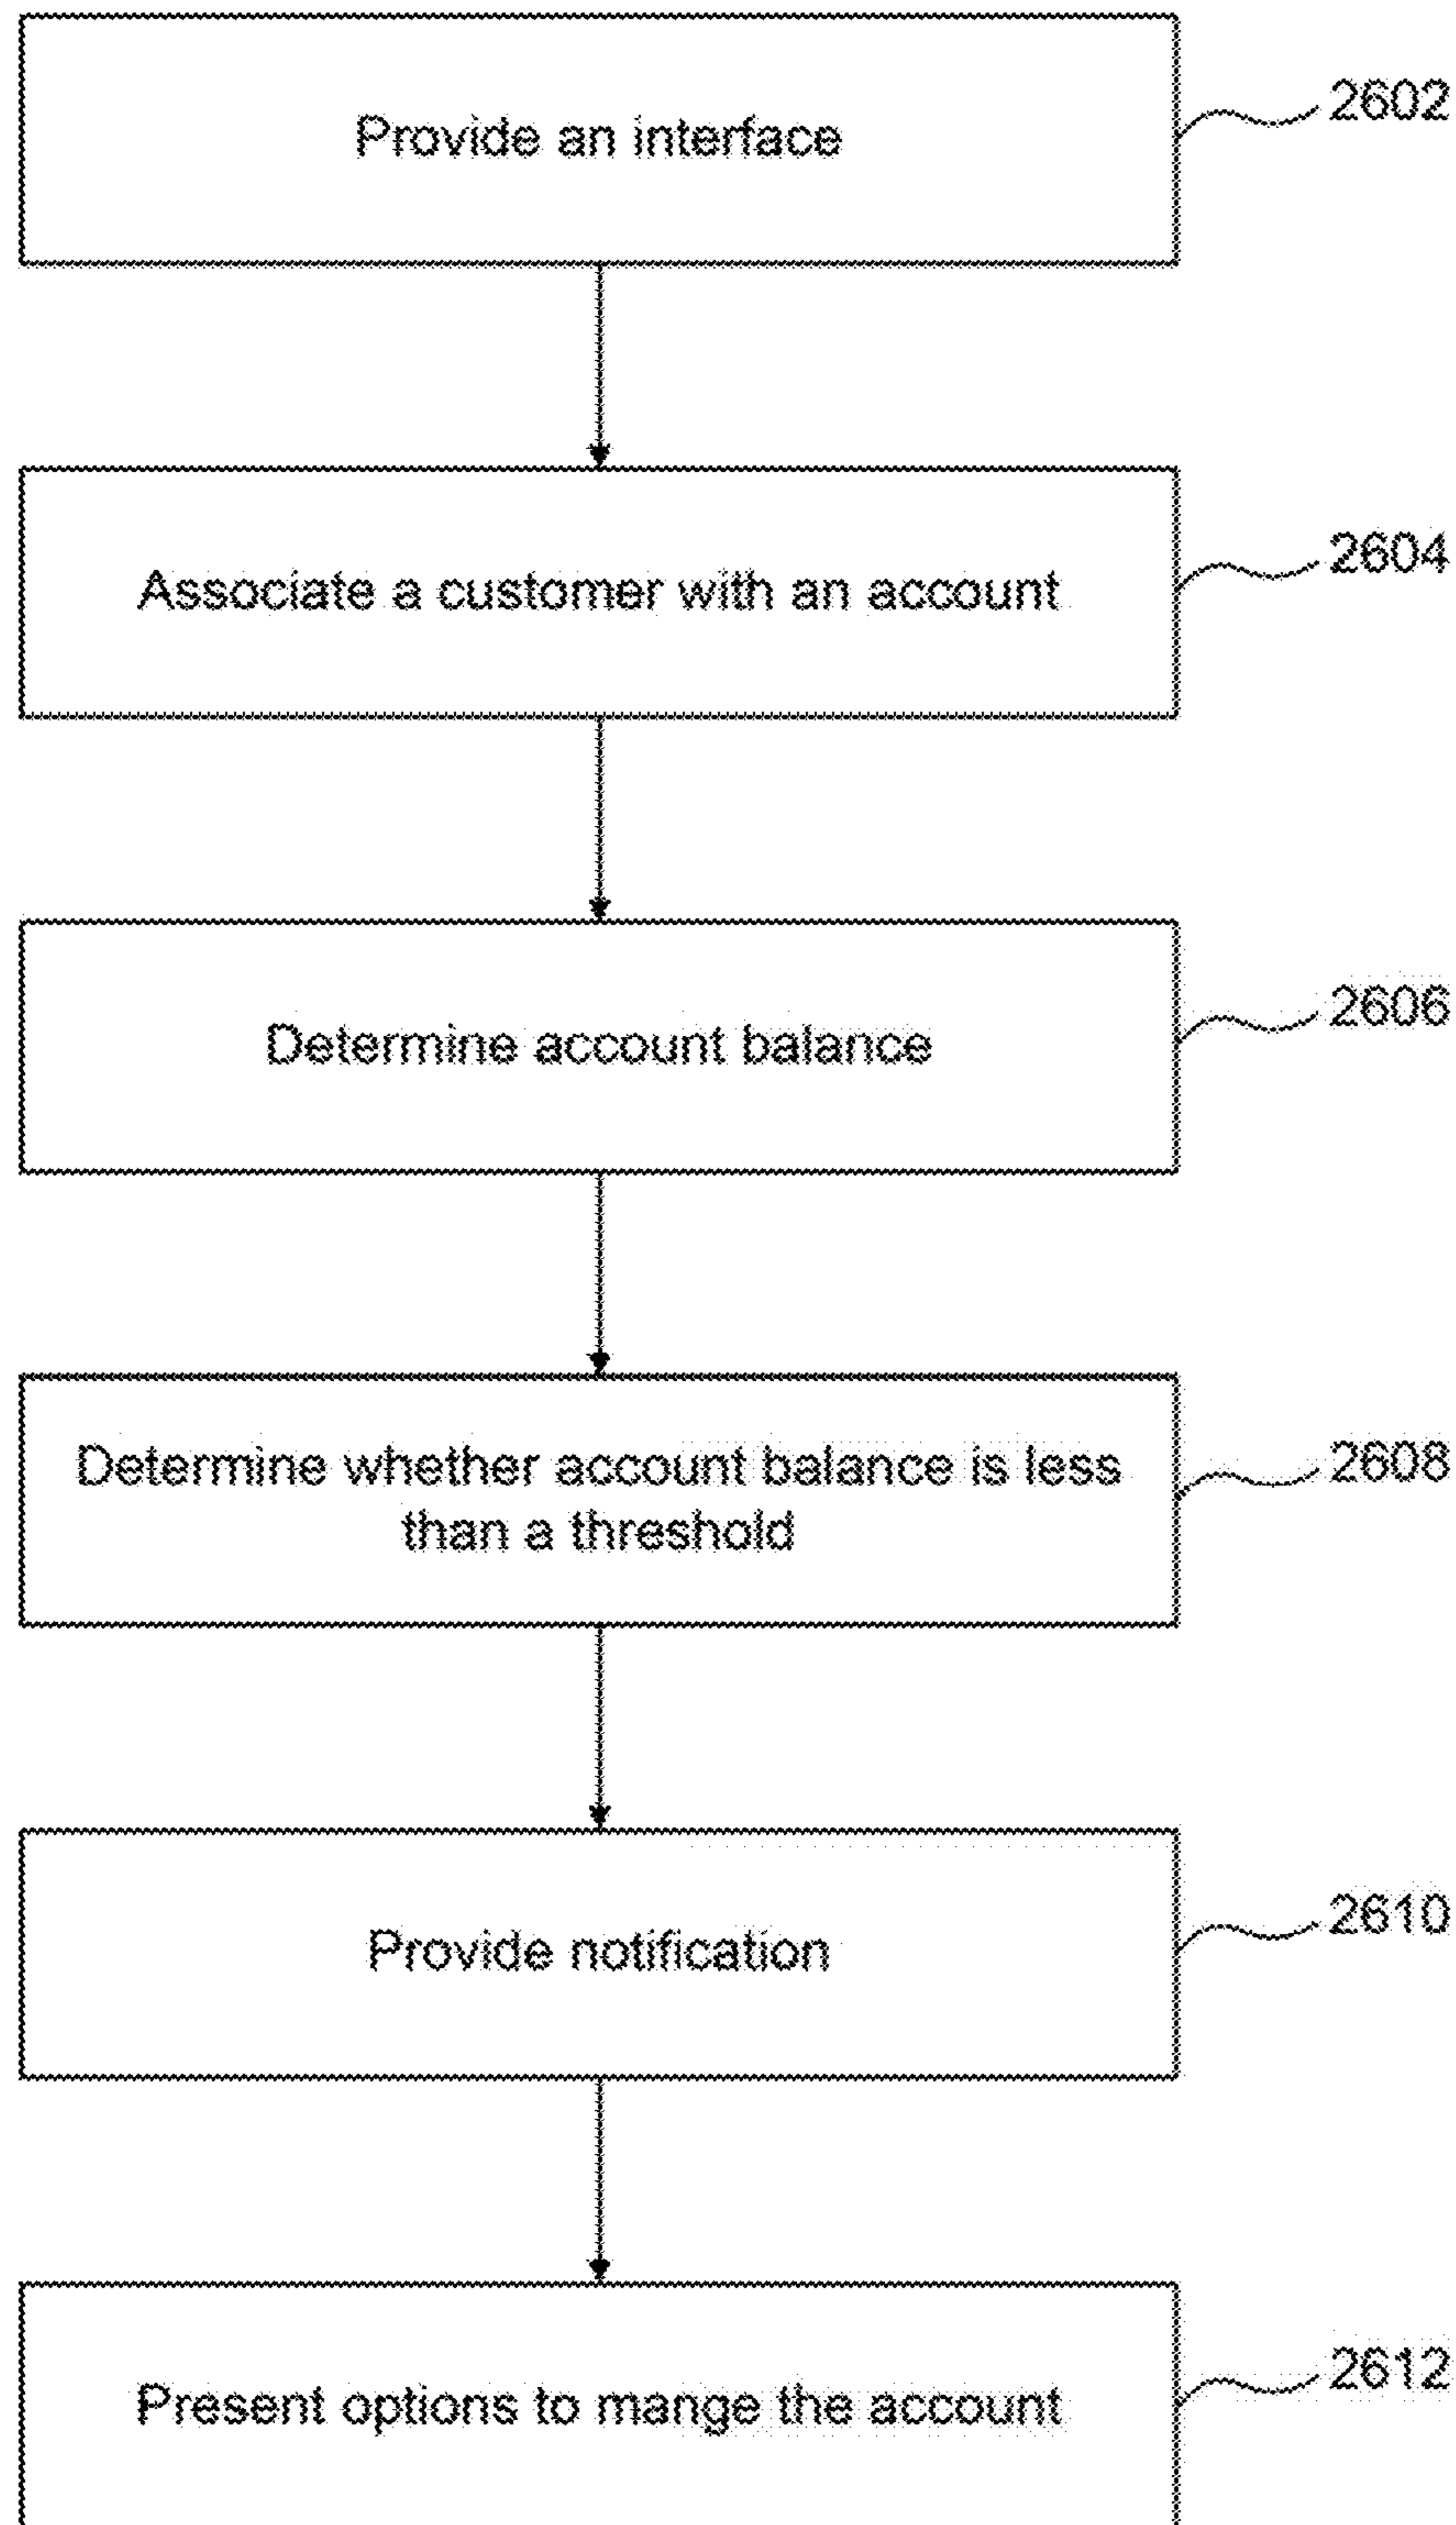 Provide an interface
2602
Associate a customer with an account
2604
Determine account balance
2606
Determine whether account balance is less
than a threshold
2608
Provide notification
2610
Present options to mange the account
2612